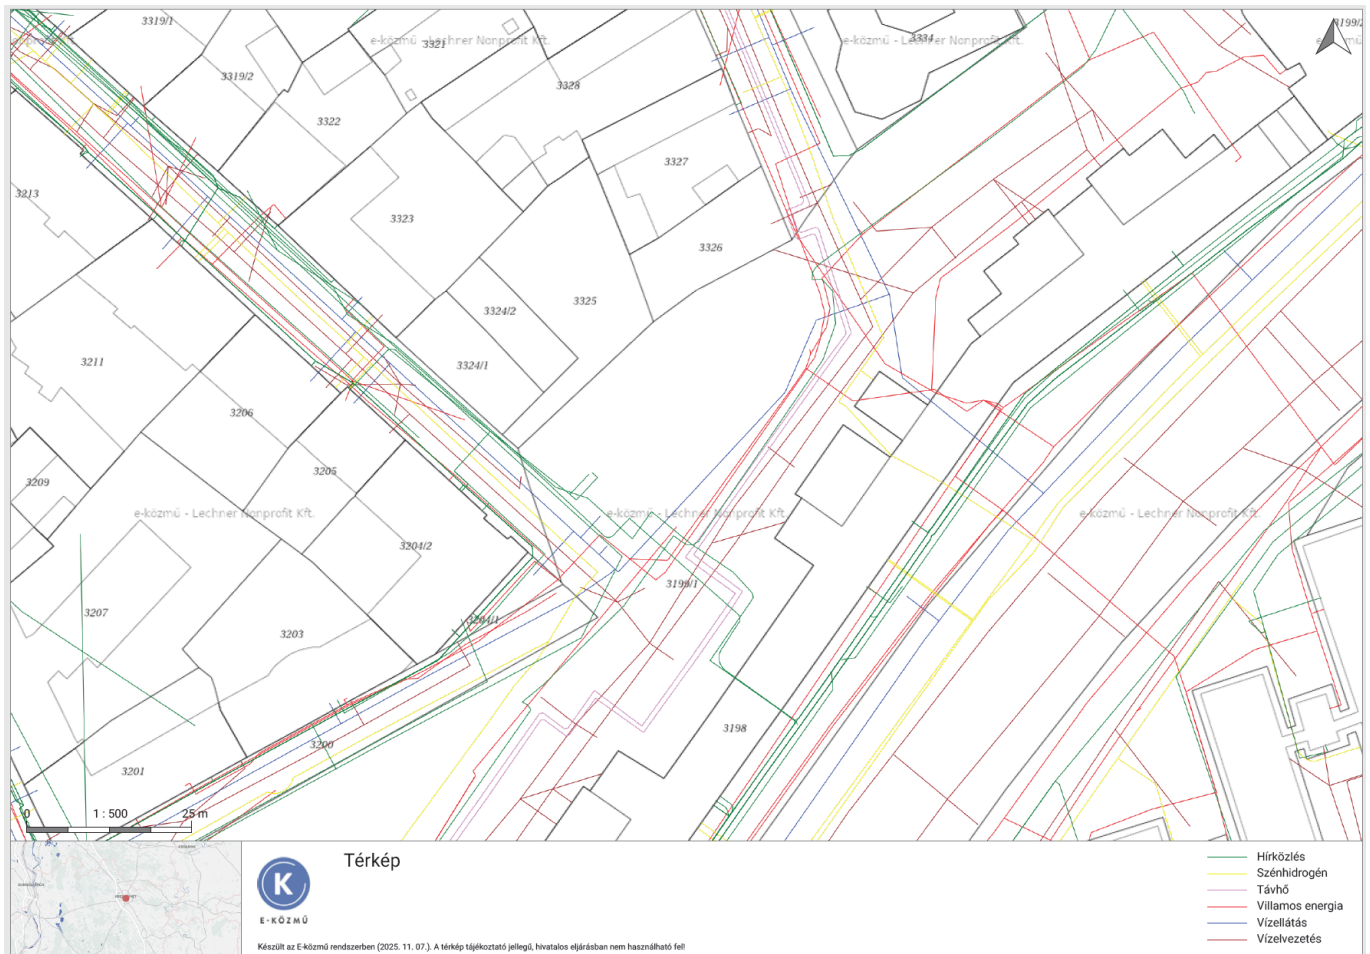 3319/1
3199/2
e-közmű - Lechner Nonprofit Kft.
3321
e-közmű - Lechner Nonprofit Kft.
3334
3319/2
3328
3322
3327
3213
3323
3326
3325
3324/2
3211
3324/1
3206
3205
3209
e-közmű - Lechner Nonprofit Kft.
e-közmű - Lechner Nonprofit Kft.
e-közmű - Lechner Nonprofit Kft.
3204/2
3199/1
3207
3204/1
3203
3198
3200
3201
0 1 : 500 25 m
Térkép
K
E-KÖZMŰ
Készült az E-közmű rendszerben (2025. 11. 07.). A térkép tájékoztató jellegű, hivatalos eljárásban nem használható fel!
Hírközlés
Szénhidrogén
Távhő
Villamos energia
Vízellátás
Vízelvezetés